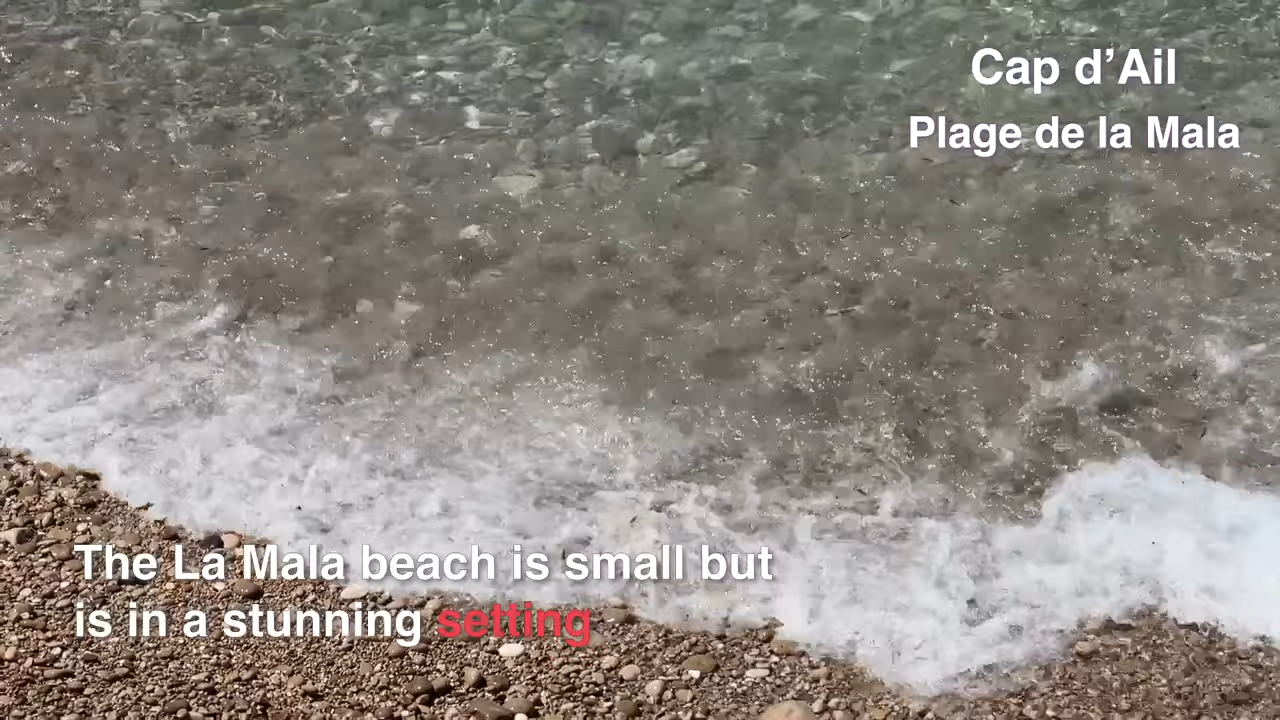 Cap d’Ail
Plage de la Mala
The La Mala beach is small but
is in a stunning setting